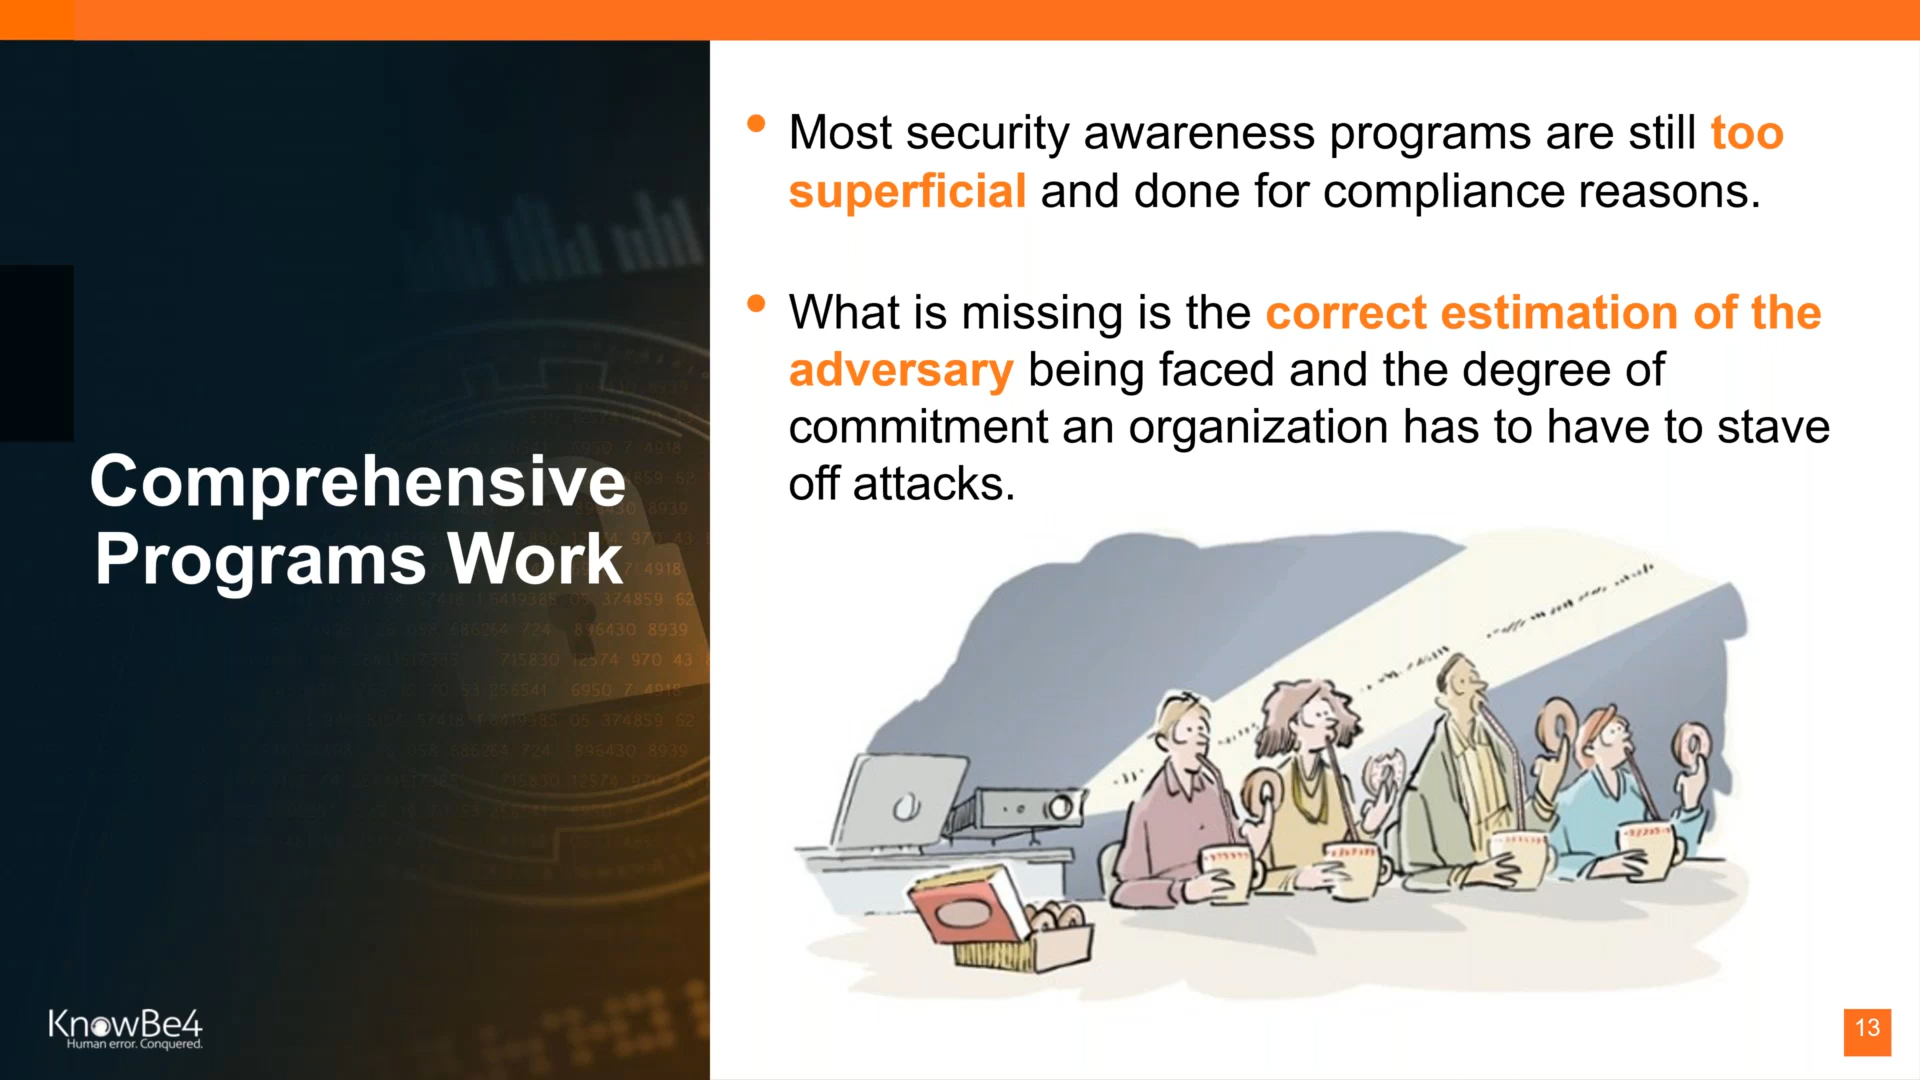 Comprehensive
Programs Work
• Most security awareness programs are still too
superficial and done for compliance reasons.
• What is missing is the correct estimation of the
adversary being faced and the degree of
commitment an organization has to have to stave
off attacks.
KnowBe4
Human error. Conquered.
13